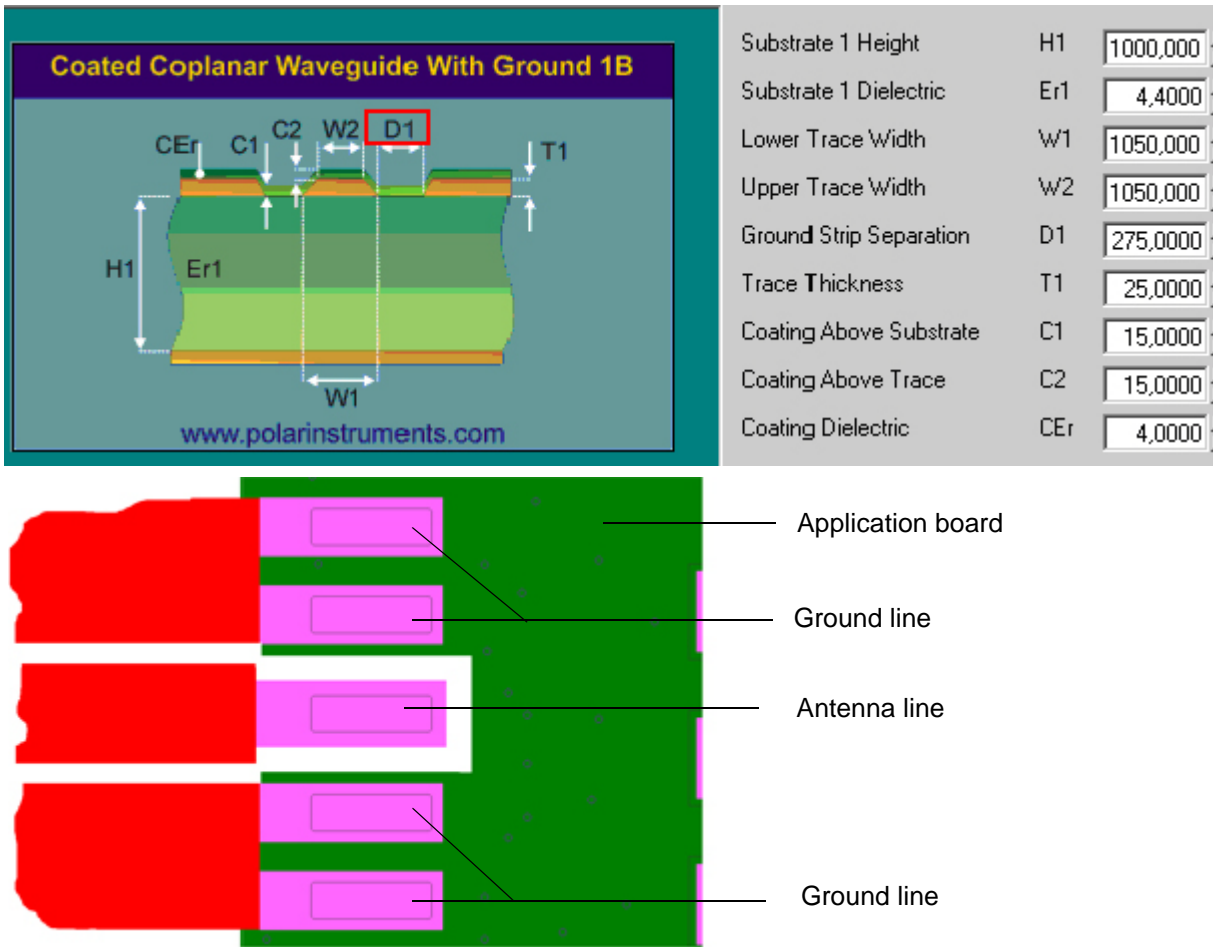 Coated Coplanar Waveguide With Ground 1B
CEr C1 C2 W2 D1 T1
H1 Er1
W1
www.polarinstruments.com
Substrate 1 Height H1 1000,000
Substrate 1 Dielectric Er1 4,4000
Lower Trace Width W1 1050,000
Upper Trace Width W2 1050,000
Ground Strip Separation D1 275,0000
Trace Thickness T1 25,0000
Coating Above Substrate C1 15,0000
Coating Above Trace C2 15,0000
Coating Dielectric CEr 4,0000
Application board
Ground line
Antenna line
Ground line